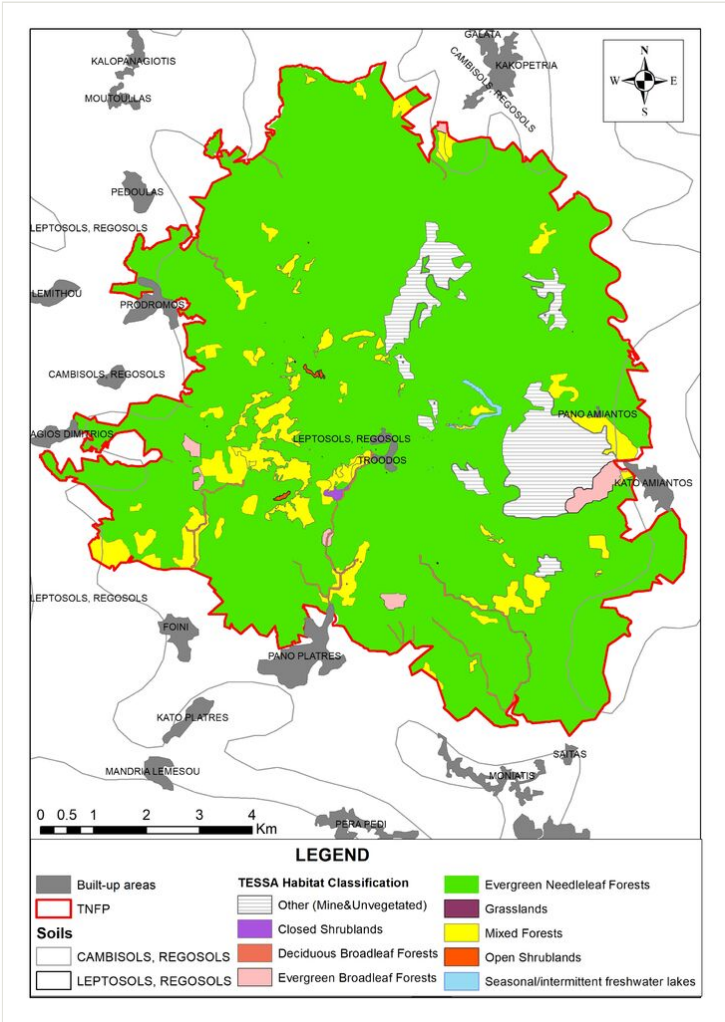 GALATA
KALOPANAGIOTIS
KAKOPETRIA
CAMBISOLS, REGOSOLS
MOUTOULLAS
N
W
E
S
PEDOULAS
LEPTOSOLS, REGOSOLS
LEMITHOU
PRODROMOS
CAMBISOLS, REGOSOLS
PANO AMIANTOS
AGIOS DIMITRIOS
LEPTOSOLS, REGOSOLS
TROODOS
KATO AMIANTOS
LEPTOSOLS, REGOSOLS
FOINI
PANO PLATRES
KATO PLATRES
SAITAS
MANDRIA LEMESOU
MONIATIS
PERA PEDI
0 0.5 1 2 3 4
Km
LEGEND
Built-up areas
TNFP
Soils
CAMBISOLS, REGOSOLS
LEPTOSOLS, REGOSOLS
TESSA Habitat Classification
Other (Mine&Unvegetated)
Closed Shrublands
Deciduous Broadleaf Forests
Evergreen Broadleaf Forests
Evergreen Needleleaf Forests
Grasslands
Mixed Forests
Open Shrublands
Seasonal/intermittent freshwater lakes